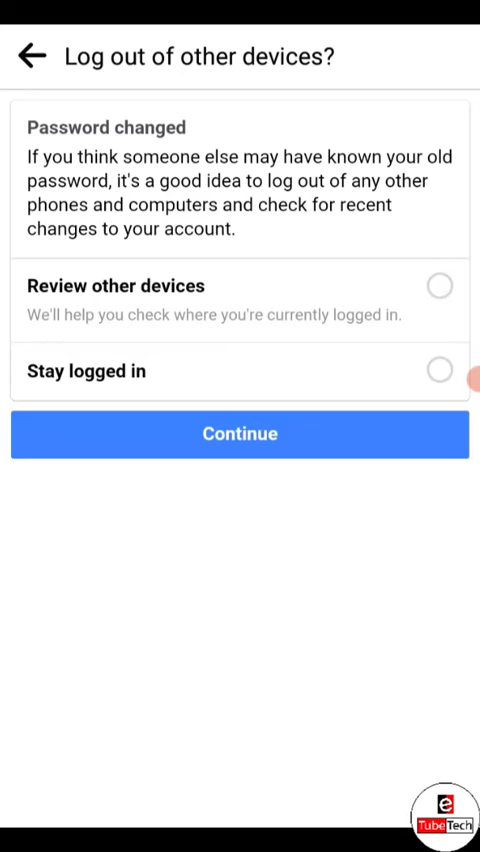 Log out of other devices?
Password changed
If you think someone else may have known your old
password, it's a good idea to log out of any other
phones and computers and check for recent
changes to your account.
Review other devices
We'll help you check where you're currently logged in.
Stay logged in
Continue
e
TubeTech